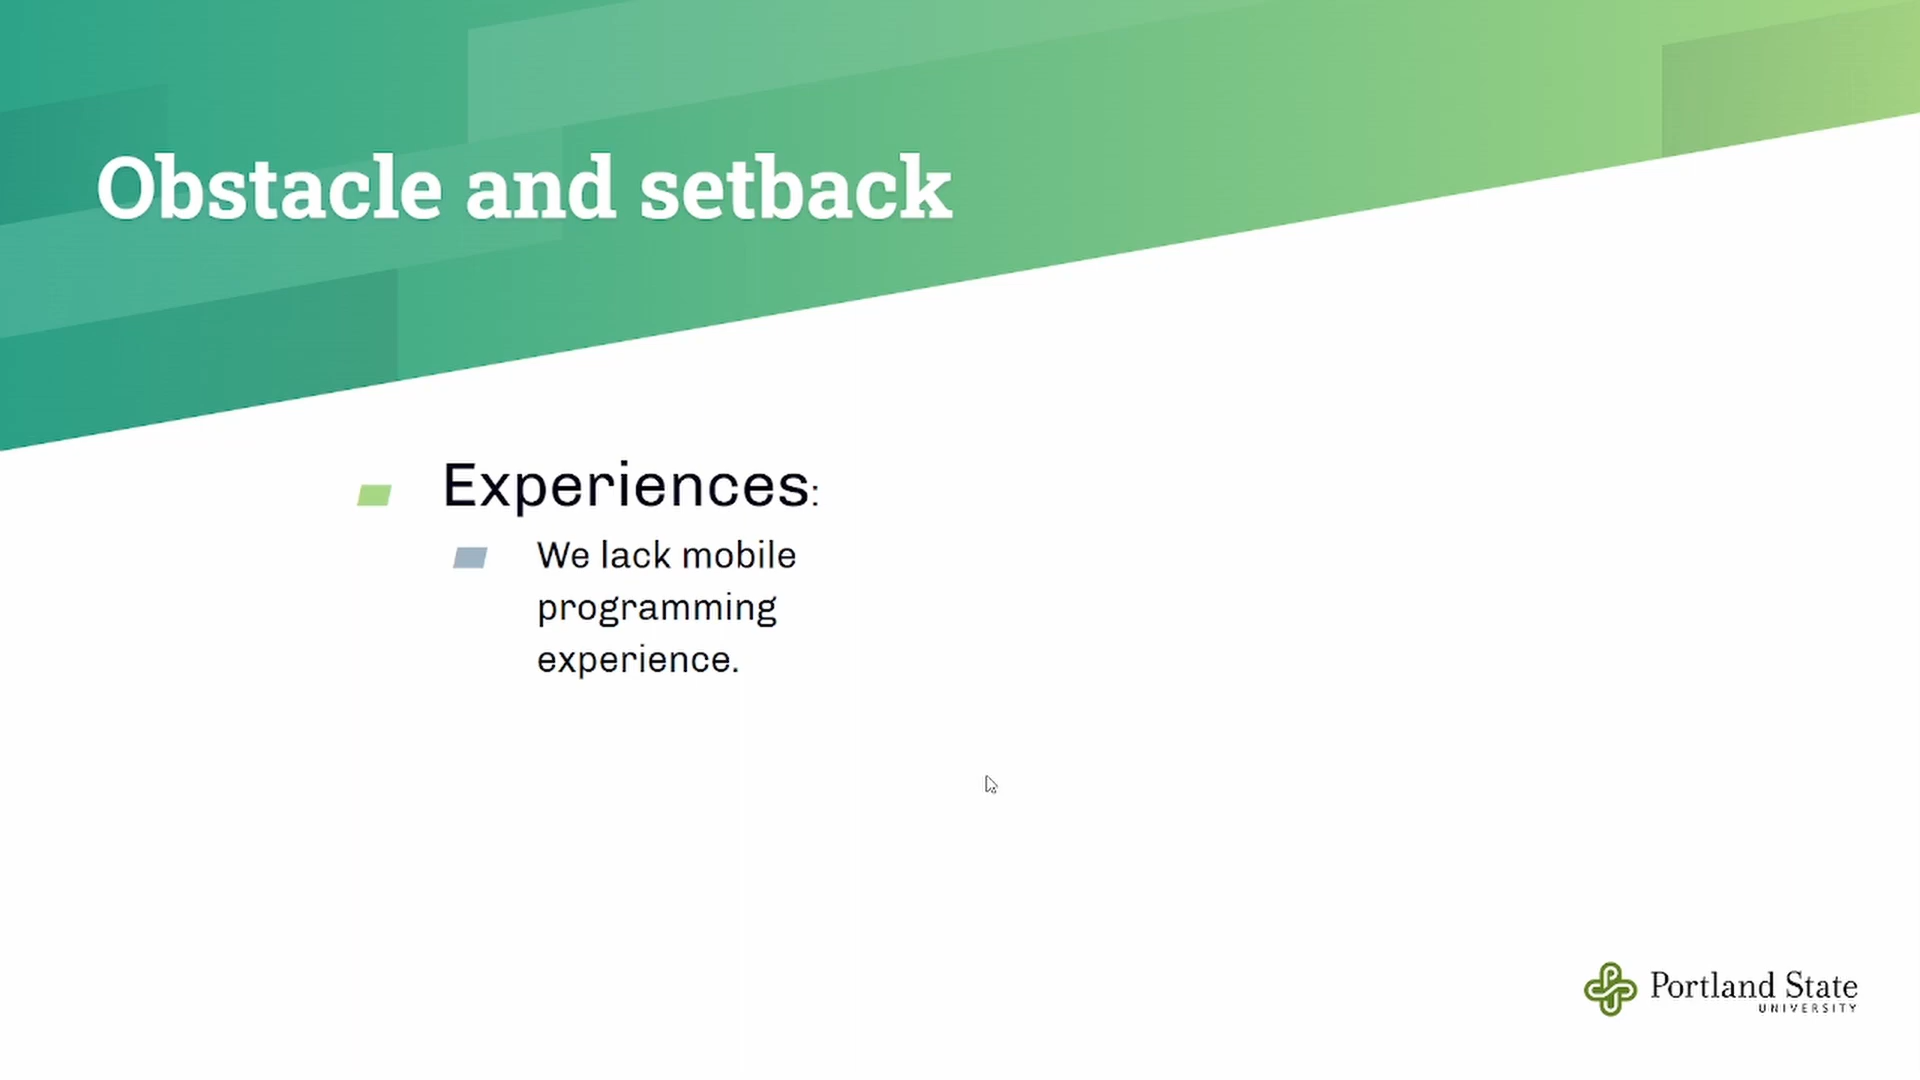 Obstacle and setback
Experiences:
We lack mobile
programming
experience.
Portland State
UNIVERSITY